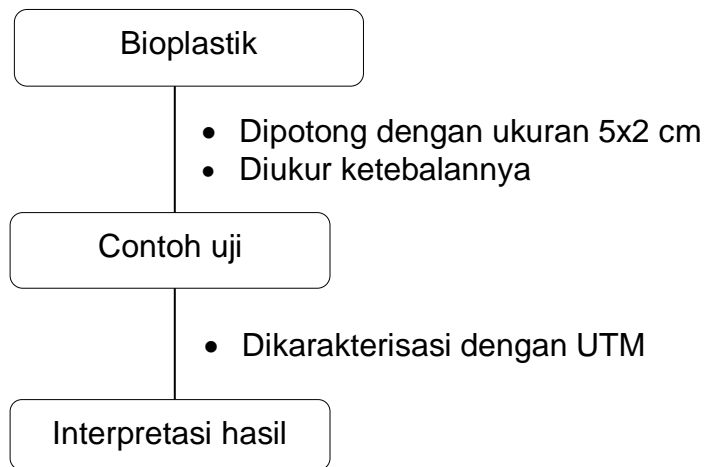 Bioplastik
• Dipotong dengan ukuran 5x2 cm
• Diukur ketebalannya
Contoh uji
• Dikarakterisasi dengan UTM
Interpretasi hasil